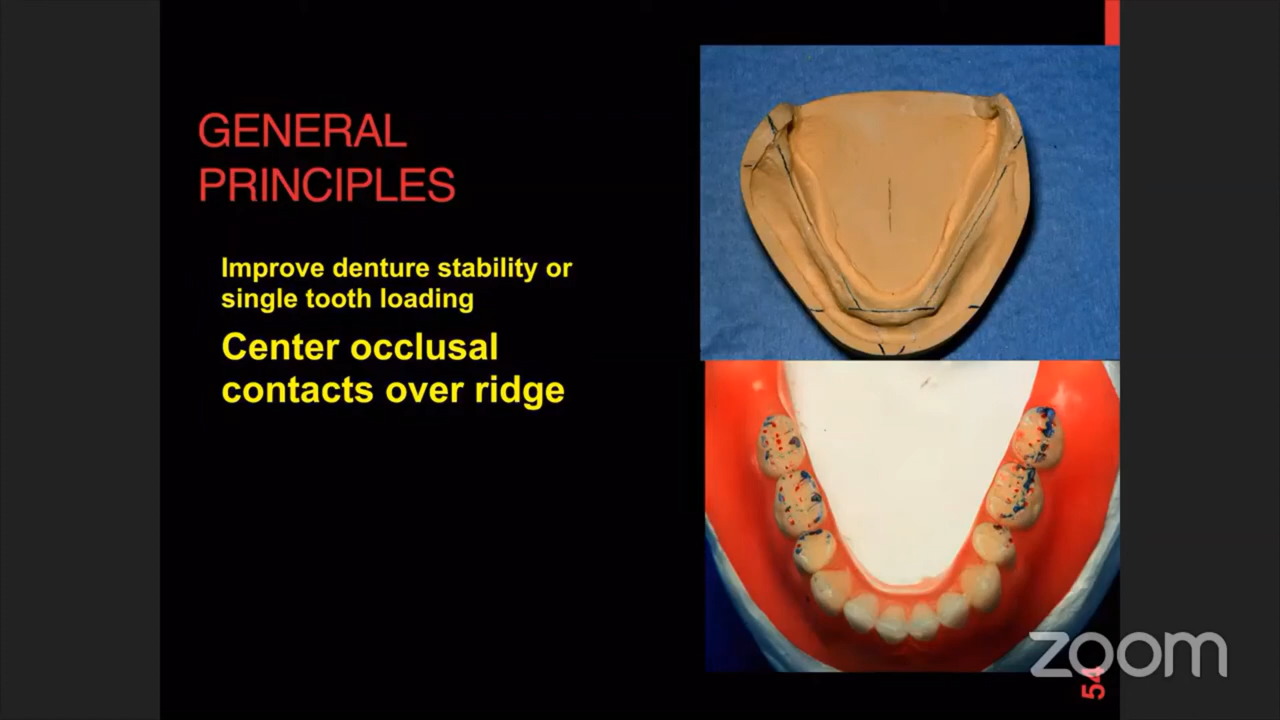 GENERAL
PRINCIPLES
Improve denture stability or
single tooth loading
Center occlusal
contacts over ridge
zoom
54